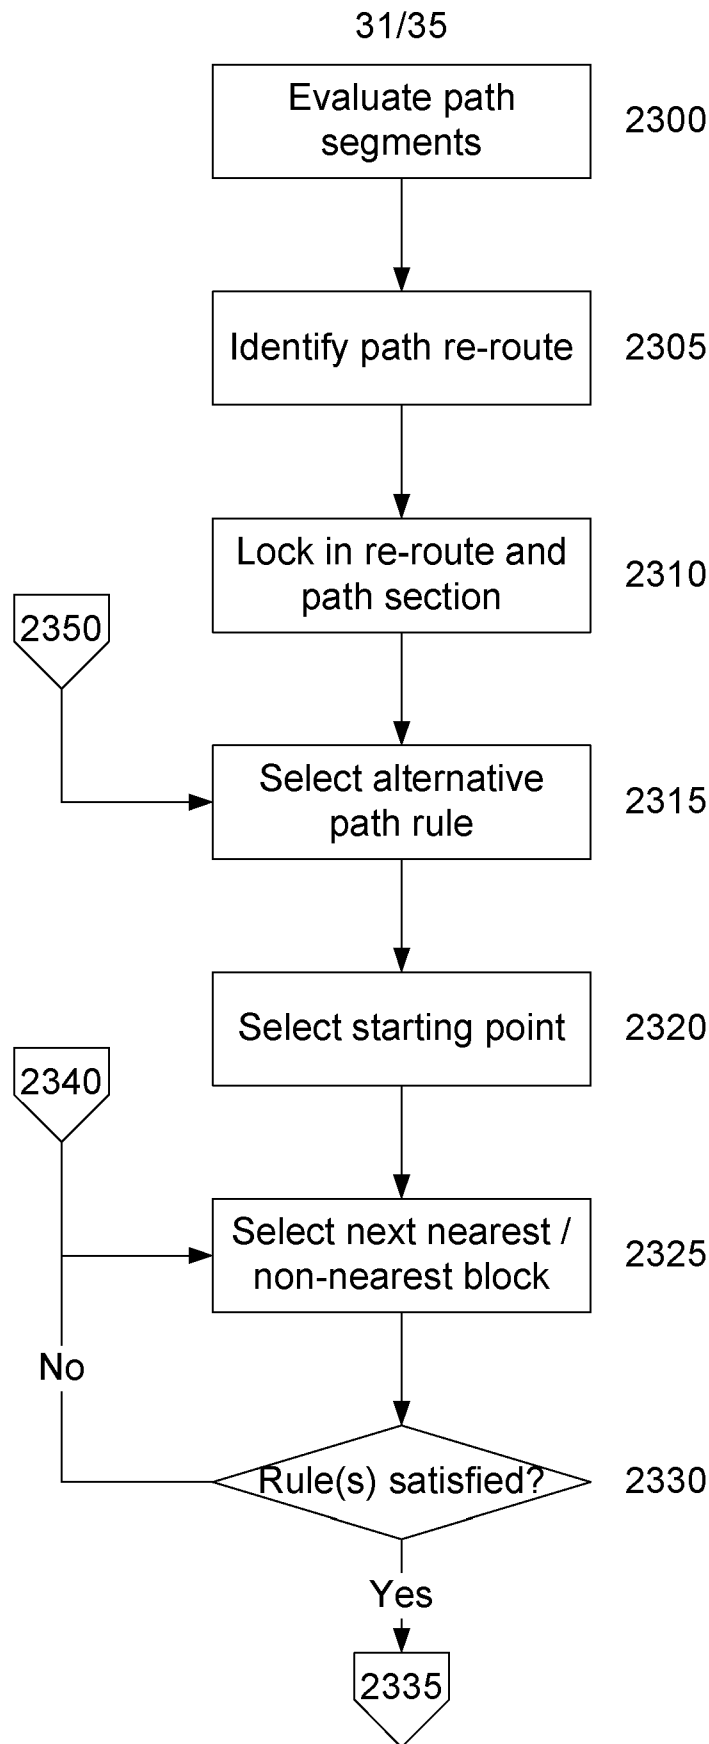 31/35
Evaluate path
segments
2300
Identify path re-route
2305
Lock in re-route and
path section
2310
2350
Select alternative
path rule
2315
Select starting point
2320
2340
Select next nearest /
non-nearest block
2325
No
Rule(s) satisfied?
2330
Yes
2335